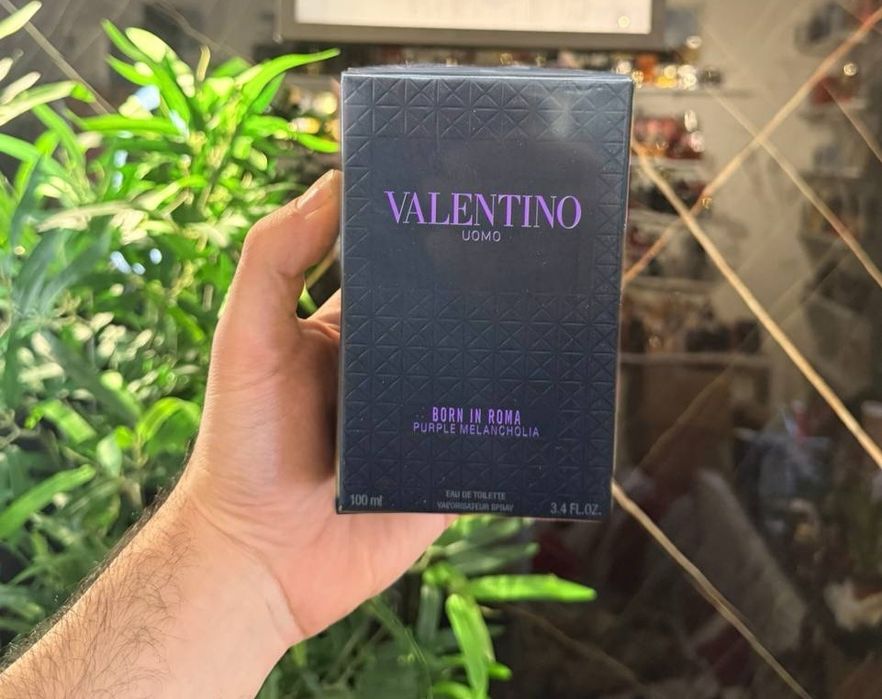 VALENTINO
UOMO
BORN IN ROMA
PURPLE MELANCHOLIA
EAU DE TOILETTE
VAPORISATEUR SPRAY
100 ml
3.4 FL.OZ.